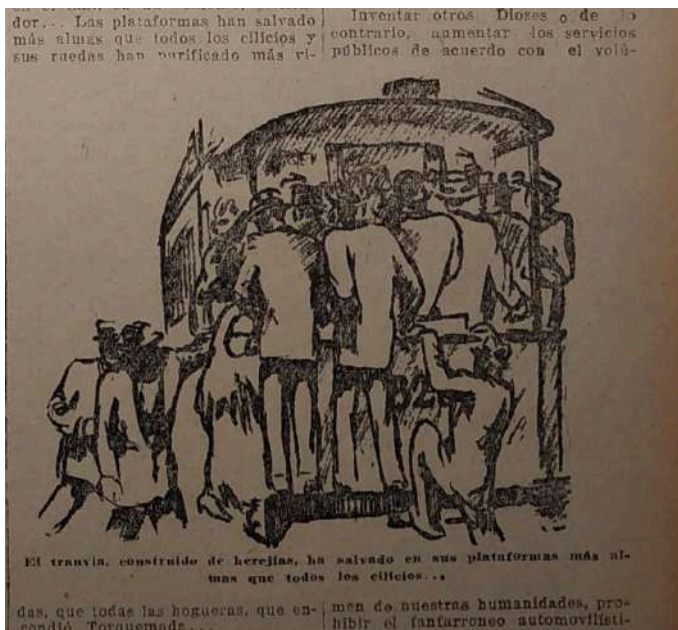 dor... Las plataformas han salvado
más almas que todos los cilicios y
sus ruedas han purificado más ri-
Inventar otros Dioses o de lo
contrario, aumentar los servicios
públicos de acuerdo con el volú-
El tranvía, construido de herejías, ha salvado en sus plataformas más al-
mas que todos los cilicios...
das, que todas las hogueras, que en-
cendió Torquemada...
men de nuestras humanidades, pro-
hibir el fanfarroneo automovilísti-